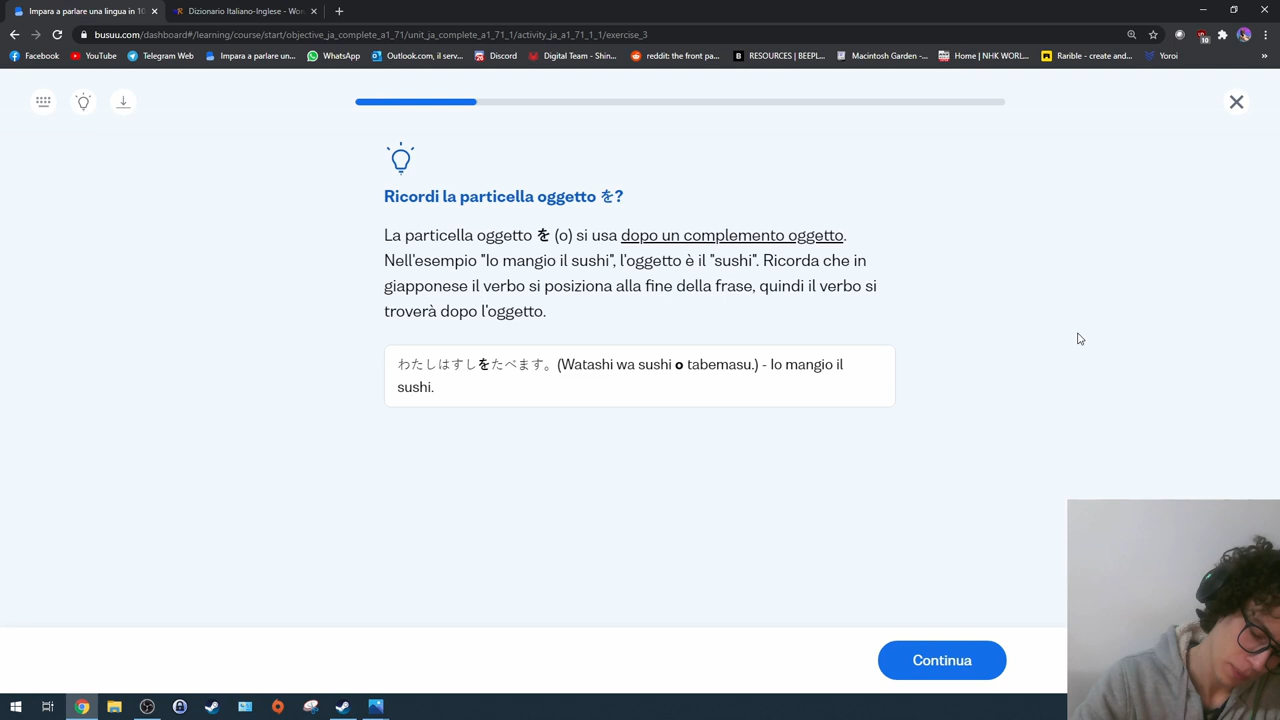 Impara a parlare una lingua in 10
Dizionario Italiano-Inglese - Wor
busuu.com/dashboard#/learning/course/start/objective_ja_complete_a1_71/unit_ja_complete_a1_71_1/activity_ja_a1_71_1_1/exercise_3
10
Facebook
YouTube
Telegram Web
Impara a parlare un...
WhatsApp
Outlook.com, il serv...
Discord
Digital Team - Shin...
reddit: the front pa...
RESOURCES | BEEPL...
Macintosh Garden -...
Home | NHK WORL...
Rarible - create and...
Yoroi
»
Ricordi la particella oggetto を?
La particella oggetto を (o) si usa dopo un complemento oggetto.
Nell'esempio "Io mangio il sushi", l'oggetto è il "sushi". Ricorda che in
giapponese il verbo si posiziona alla fine della frase, quindi il verbo si
troverà dopo l'oggetto.
わたしはすしをたべます。(Watashi wa sushi o tabemasu.) - Io mangio il
sushi.
Continua